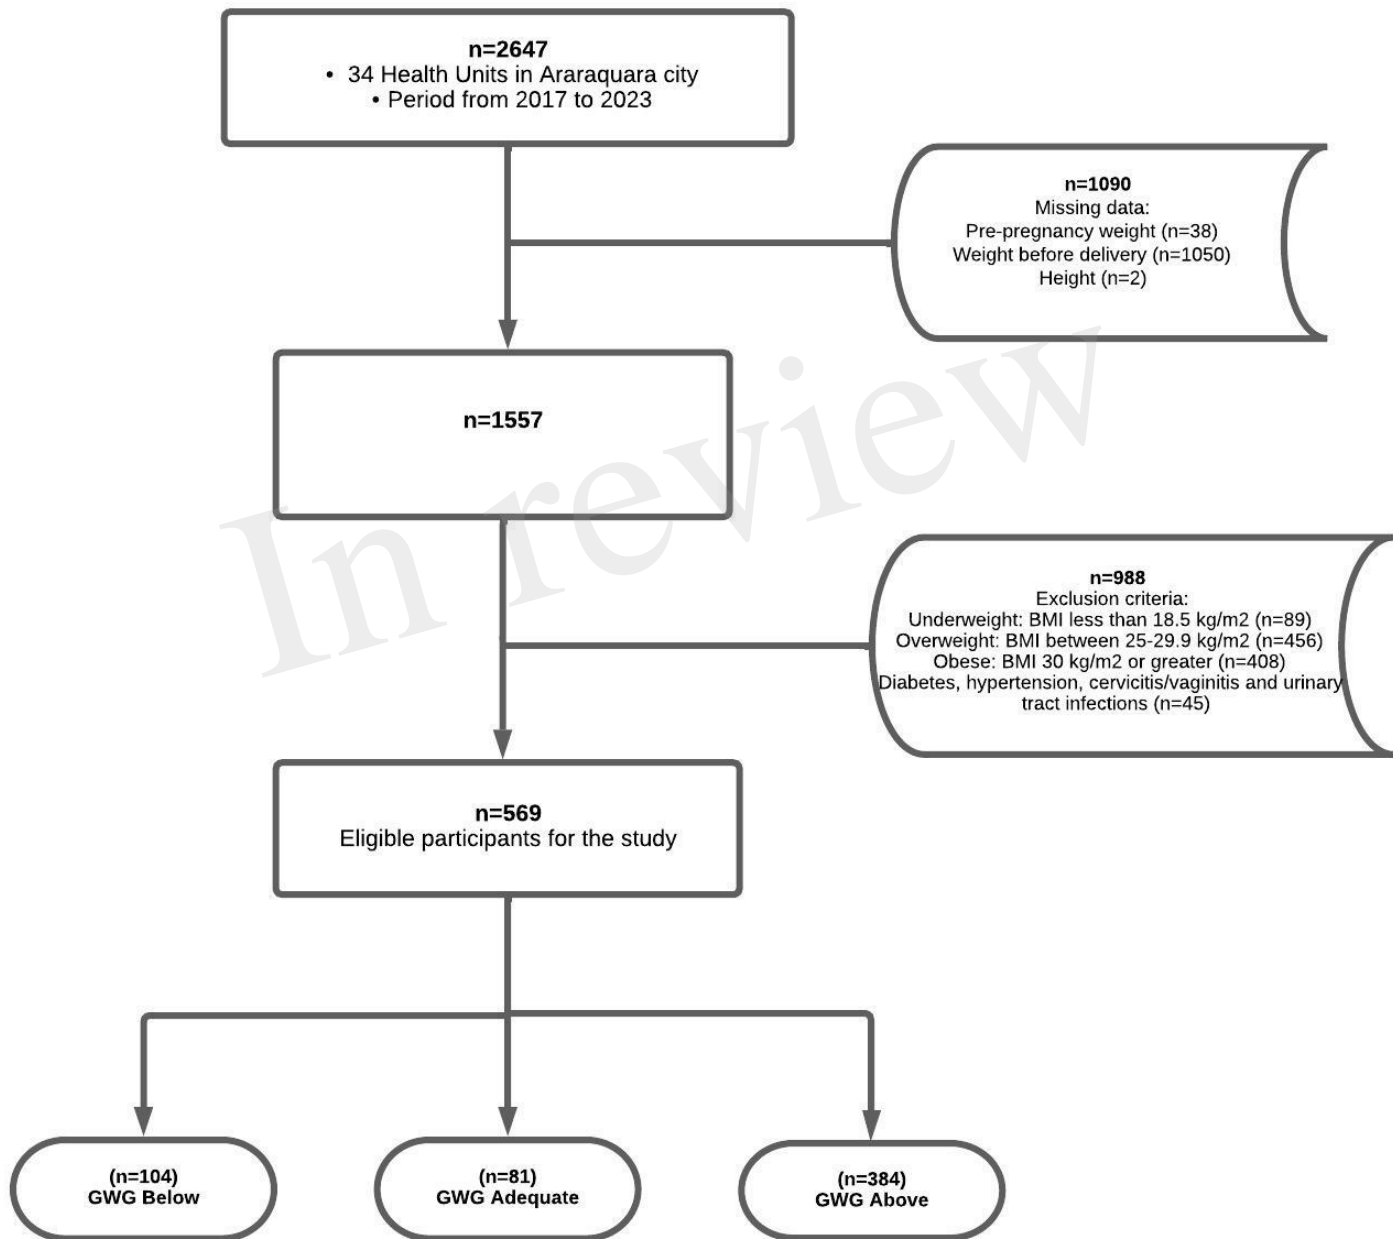 n=2647
• 34 Health Units in Araraquara city
• Period from 2017 to 2023
n=1090
Missing data:
Pre-pregnancy weight (n=38)
Weight before delivery (n=1050)
Height (n=2)
n=1557
In review
n=988
Exclusion criteria:
Underweight: BMI less than 18.5 kg/m2 (n=89)
Overweight: BMI between 25-29.9 kg/m2 (n=456)
Obese: BMI 30 kg/m2 or greater (n=408)
Diabetes, hypertension, cervicitis/vaginitis and urinary
tract infections (n=45)
n=569
Eligible participants for the study
(n=104)
GWG Below
(n=81)
GWG Adequate
(n=384)
GWG Above